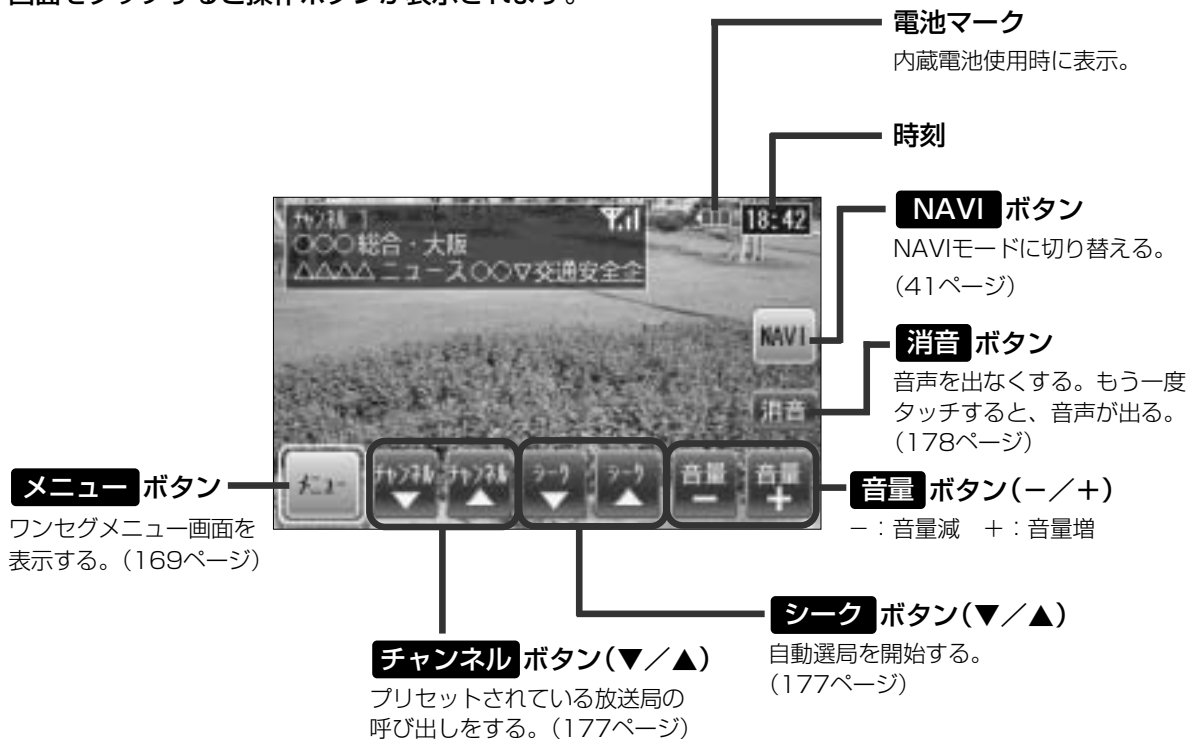 画面をタッチすると操作ボタンが表示されます。
電池マーク
内蔵電池使用時に表示。
時刻
チャンネル 1
○○○総合・大阪
△△△△ニュース○○▽交通安全企
18:42
NAVI ボタン
NAVIモードに切り替える。
(41ページ)
NAVI
消音 ボタン
音声を出なくする。もう一度
タッチすると、音声が出る。
(178ページ)
消音
メニュー ボタン
ワンセグメニュー画面を
表示する。(169ページ)
メニュー
チャンネル
▼
チャンネル
▲
シーク
▼
シーク
▲
音量
−
音量
+
音量 ボタン(−/+)
−:音量減 +:音量増
シーク ボタン(▼/▲)
自動選局を開始する。
(177ページ)
チャンネル ボタン(▼/▲)
プリセットされている放送局の
呼び出しをする。(177ページ)